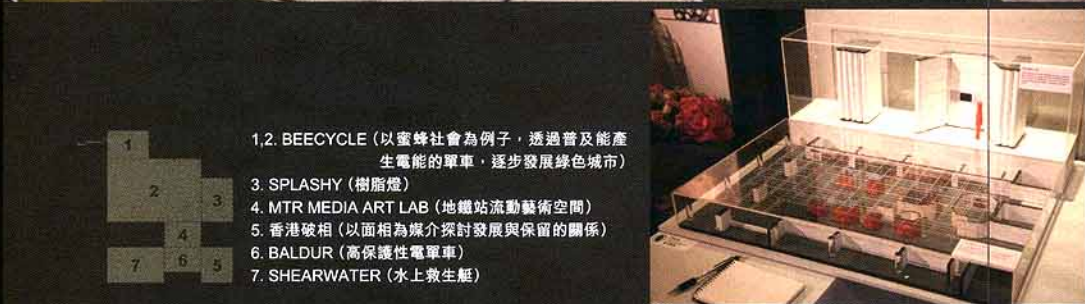 1
2
3
4
7
6
5
1,2. BEECYCLE (以蜜蜂社會為例子，透過普及能產
生電能的單車，逐步發展綠色城市)
3. SPLASHY (樹脂燈)
4. MTR MEDIA ART LAB (地鐵站流動藝術空間)
5. 香港破相 (以面相為媒介探討發展與保留的關係)
6. BALDUR (高保護性電單車)
7. SHEARWATER (水上救生艇)